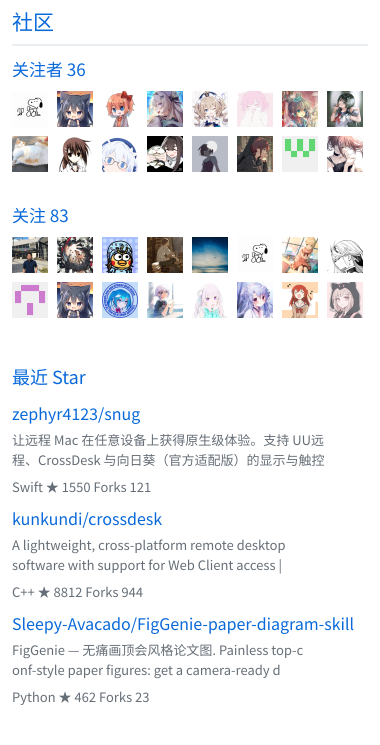 社区
关注者 36
关注 83
最近 Star
zephyr4123/snug
让远程 Mac 在任意设备上获得原生级体验。支持 UU远
程、CrossDesk 与向日葵（官方适配版）的显示与触控
Swift ★ 1550 Forks 121
kunkundi/crossdesk
A lightweight, cross-platform remote desktop
software with support for Web Client access |
C++ ★ 8812 Forks 944
Sleepy-Avacado/FigGenie-paper-diagram-skill
FigGenie — 无痛画顶会风格论文图. Painless top-c
onf-style paper figures: get a camera-ready d
Python ★ 462 Forks 23